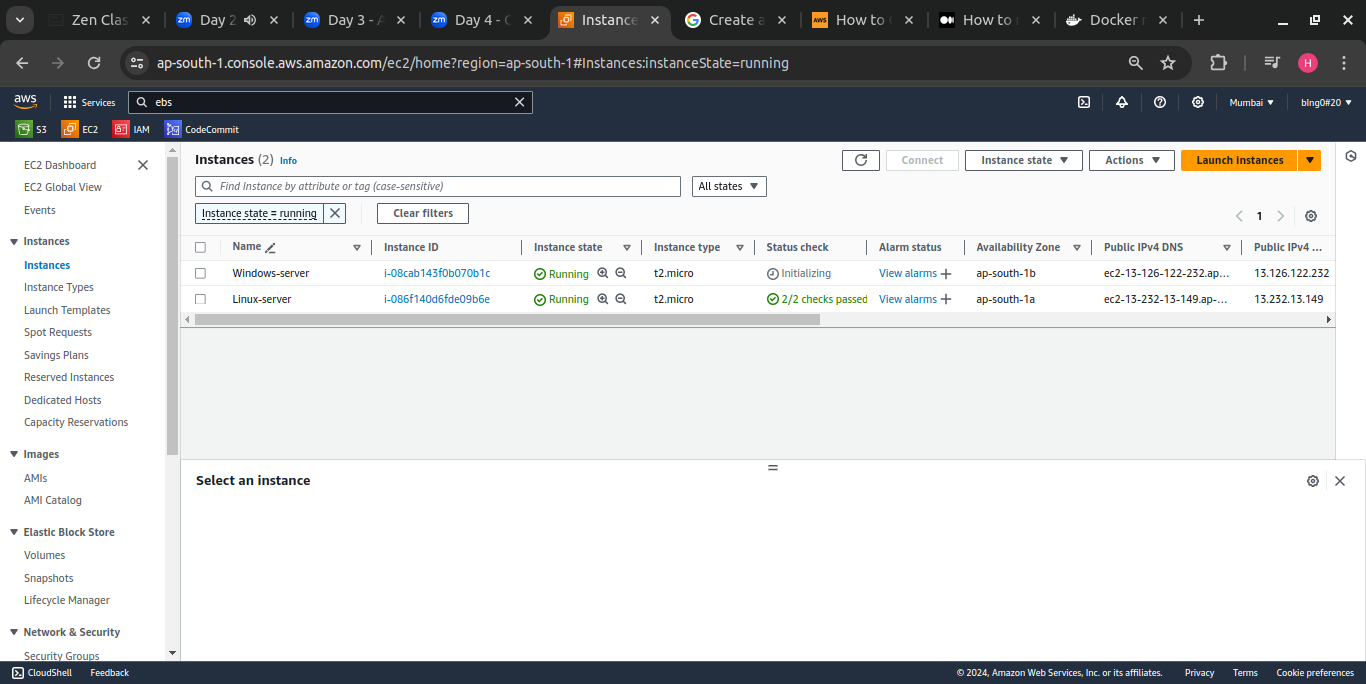 Zen Clas
Day 2
Day 3 - A
Day 4 - C
Instance
Create a
How to
How to
Docker
ap-south-1.console.aws.amazon.com/ec2/home?region=ap-south-1#Instances:instanceState=running
H
aws
Services
ebs
Mumbai
blng0#20
S3
EC2
IAM
CodeCommit
EC2 Dashboard
EC2 Global View
Events
Instances
Instances
Instance Types
Launch Templates
Spot Requests
Savings Plans
Reserved Instances
Dedicated Hosts
Capacity Reservations
Images
AMIs
AMI Catalog
Elastic Block Store
Volumes
Snapshots
Lifecycle Manager
Network & Security
Security Groups
Instances (2) Info
Connect
Instance state
Actions
Launch Instances
Find Instance by attribute or tag (case-sensitive)
All states
Instance state = running
Clear filters
1
Name Instance ID Instance state Instance type Status check Alarm status Availability Zone Public IPv4 DNS Public IPv4 ...
Windows-server i-08cab143f0b070b1c Running t2.micro Initializing View alarms ap-south-1b ec2-13-126-122-232.ap... 13.126.122.232
Linux-server i-086f140d6fde09b6e Running t2.micro 2/2 checks passed View alarms ap-south-1a ec2-13-232-13-149.ap-... 13.232.13.149
Select an instance
CloudShell
Feedback
© 2024, Amazon Web Services, Inc. or its affiliates.
Privacy
Terms
Cookie preferences